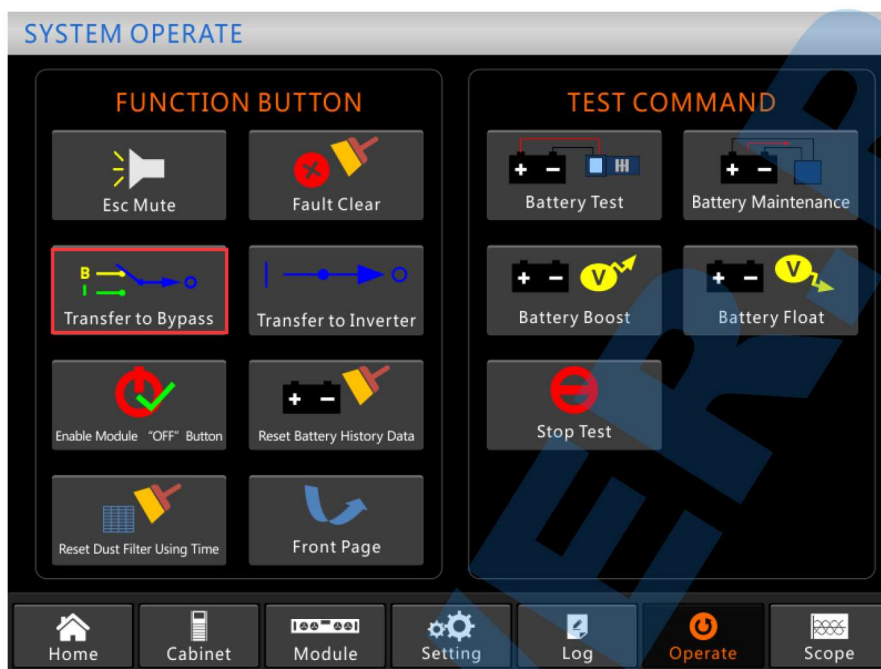 SYSTEM OPERATE
FUNCTION BUTTON
Esc Mute
Fault Clear
B
I
Transfer to Bypass
Transfer to Inverter
Enable Module “OFF” Button
Reset Battery History Data
Reset Dust Filter Using Time
Front Page
TEST COMMAND
Battery Test
Battery Maintenance
V
Battery Boost
V
Battery Float
Stop Test
Home
Cabinet
Module
Setting
Log
Operate
Scope